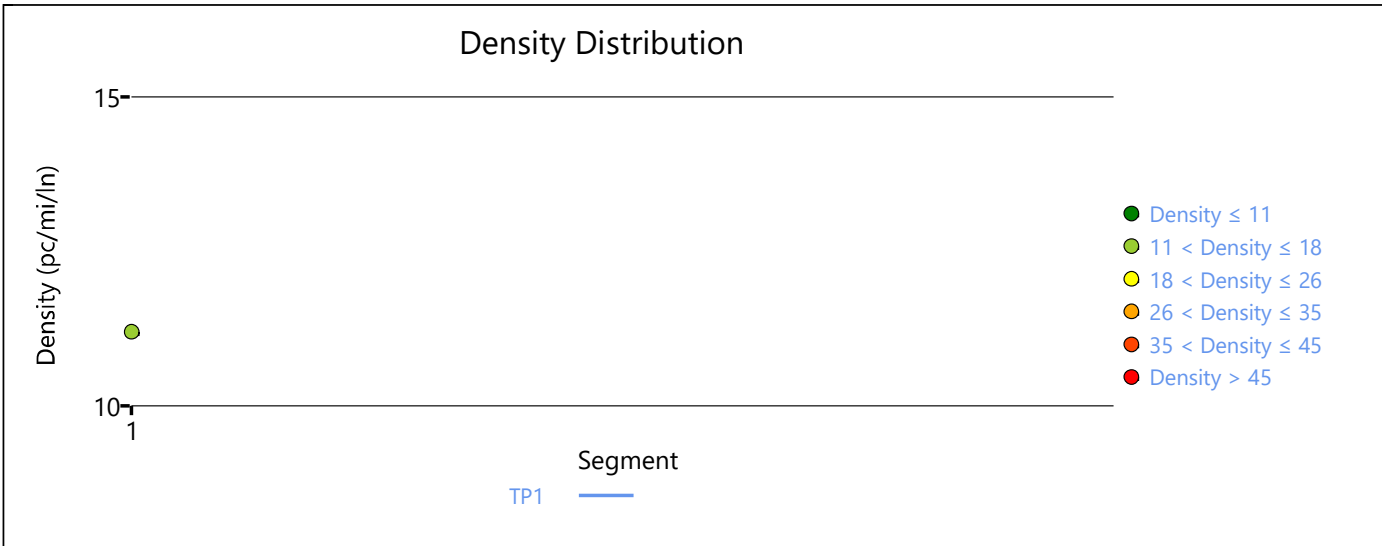 Density Distribution
15
Density (pc/mi/ln)
10
1
Segment
TP1
Density ≤ 11
11 < Density ≤ 18
18 < Density ≤ 26
26 < Density ≤ 35
35 < Density ≤ 45
Density > 45